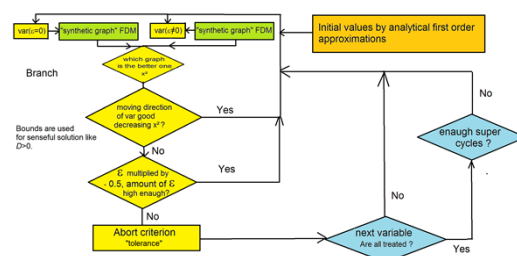 var(ε=0)
"synthetic graph" FDM
var(ε≠0)
"synthetic graph" FDM
Initial values by analytical first order
approximations
which graph
is the better one
x²
Branch
moving direction
of var good
decreasing x²?
Yes
No
Bounds are used
for senseful solution like
D>0.
ε multiplied by
- 0.5, amount of ε
high enough?
Yes
No
Abort criterion
"tolerance"
next variable
Are all treated ?
No
Yes
enaugh super
cycles ?
No